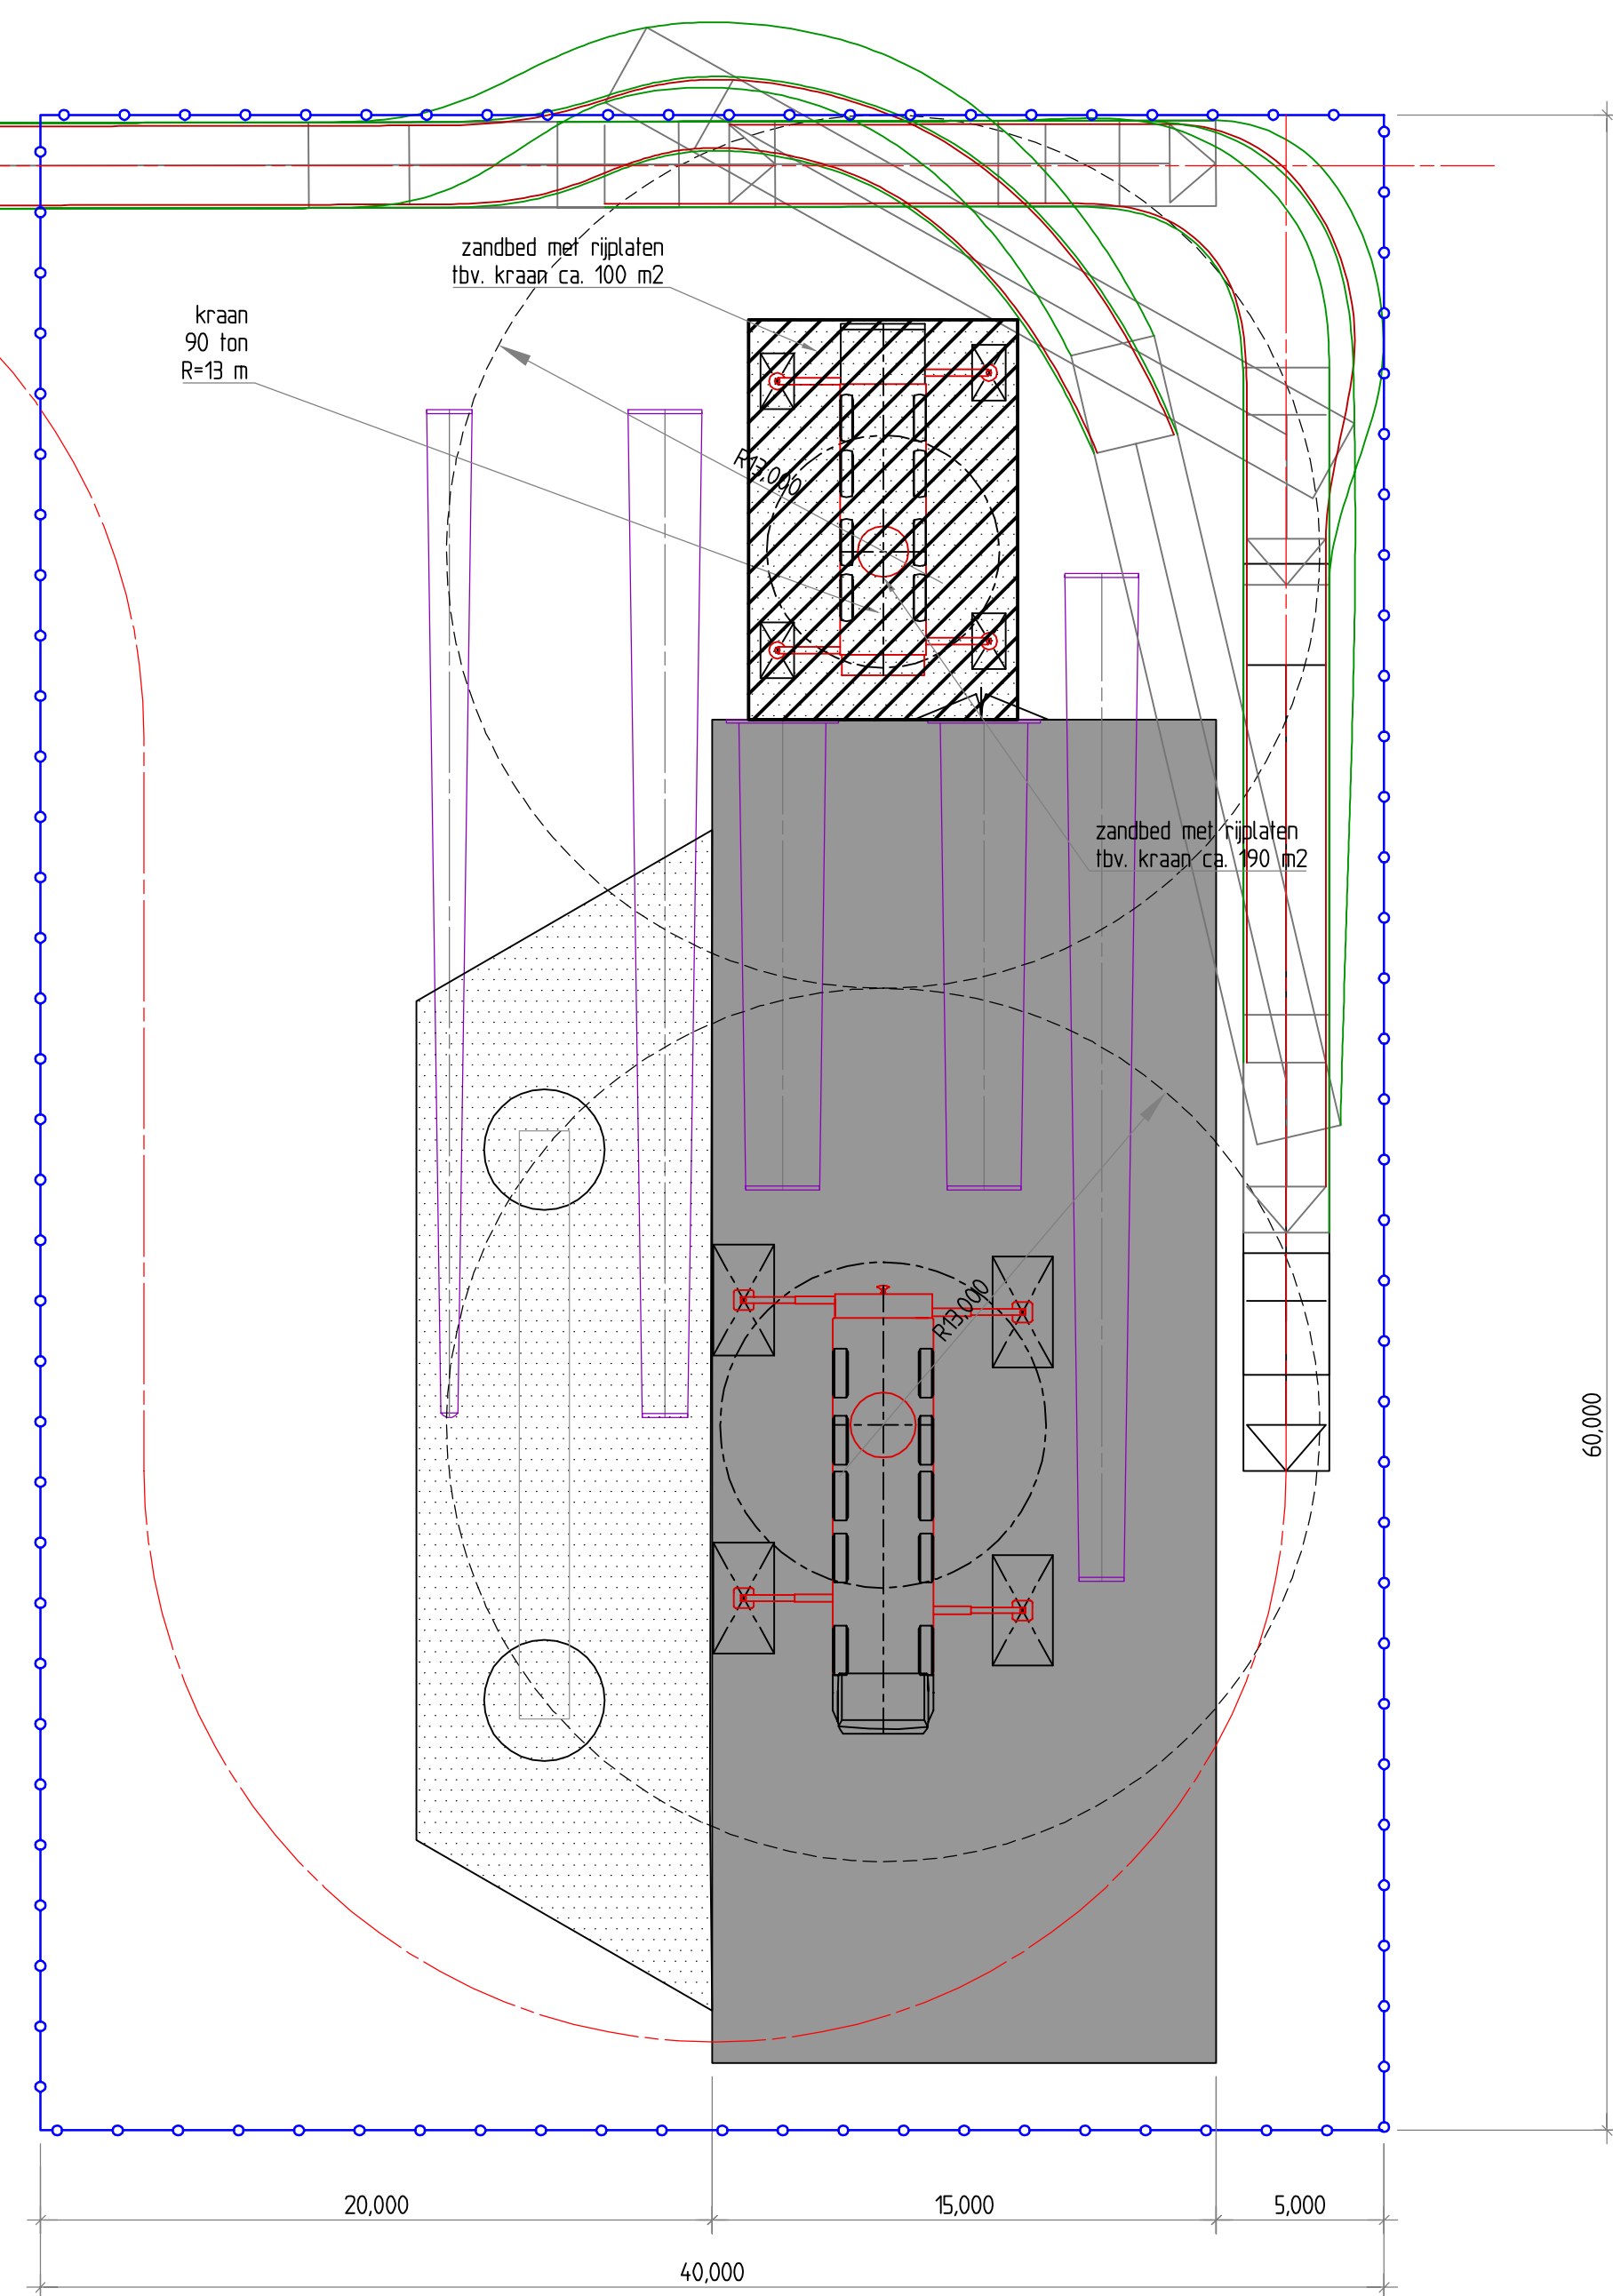 zandbed met rijplaten
tbv. kraan ca. 100 m2
kraan
90 ton
R=13 m
R13,000
zandbed met rijplaten
tbv. kraan ca. 190 m2
R13,000
60,000
20,000
15,000
5,000
40,000